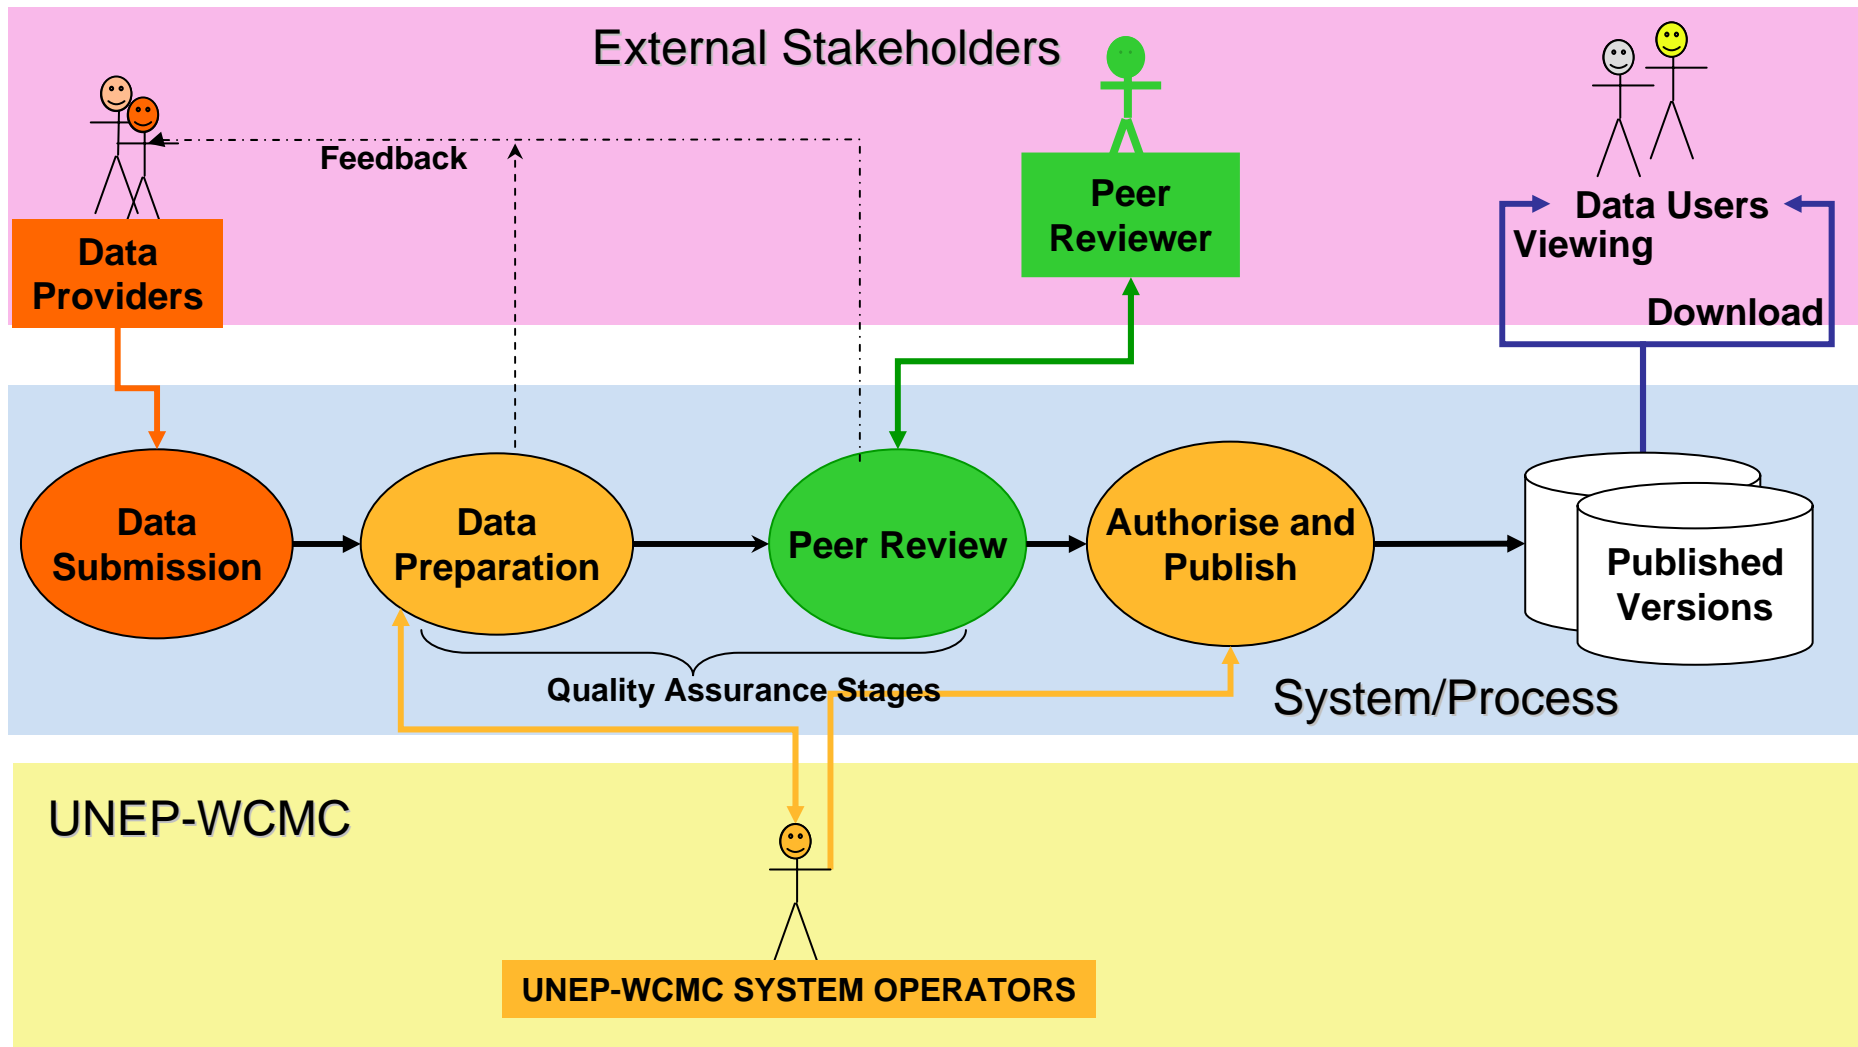 External Stakeholders
Feedback
Data
Providers
Peer
Reviewer
Data Users
Viewing
Download
Data
Submission
Data
Preparation
Peer Review
Authorise and
Publish
Published
Versions
Quality Assurance Stages
System/Process
UNEP-WCMC
UNEP-WCMC SYSTEM OPERATORS